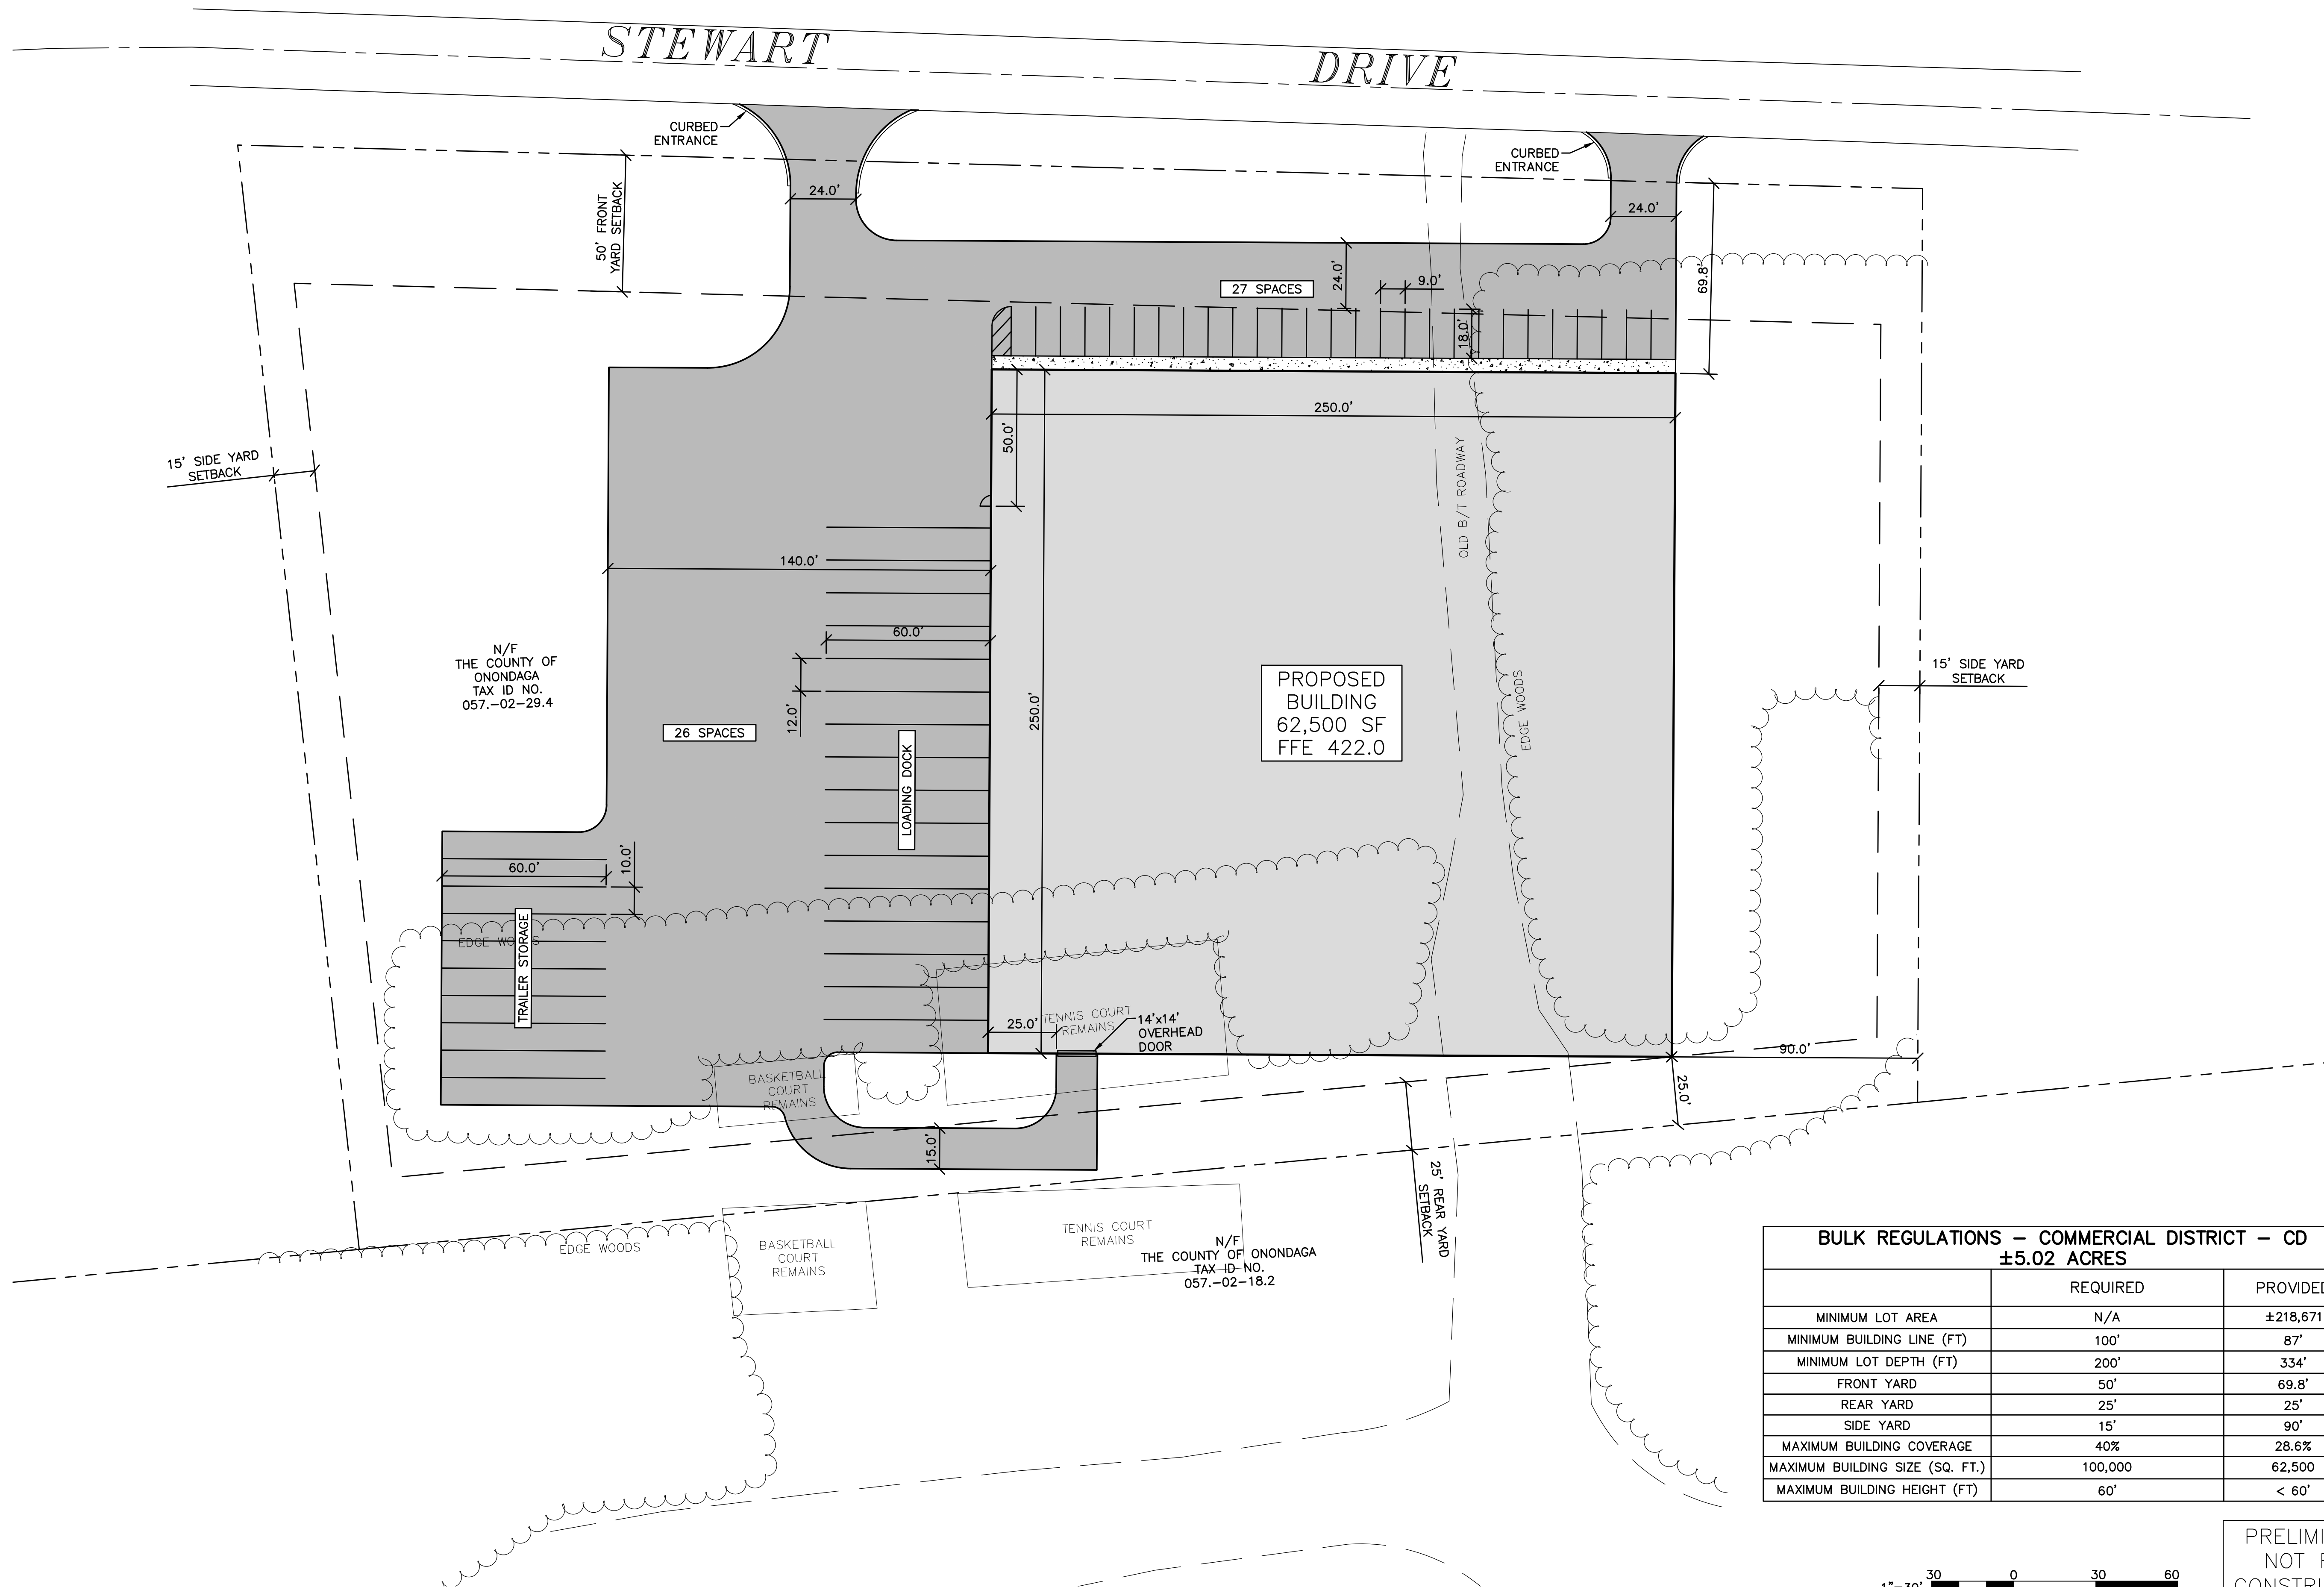 STEWART DRIVE
CURBED
ENTRANCE
CURBED
ENTRANCE
24.0'
24.0'
50' FRONT
YARD SETBACK
69.8'
24.0'
27 SPACES
9.0'
18.0'
250.0'
50.0'
15' SIDE YARD
SETBACK
OLD B/T ROADWAY
140.0'
60.0'
12.0'
250.0'
N/F
THE COUNTY OF
ONONDAGA
TAX ID NO.
057.-02-29.4
26 SPACES
LOADING DOCK
PROPOSED
BUILDING
62,500 SF
FFE 422.0
EDGE WOODS
15' SIDE YARD
SETBACK
60.0'
10.0'
TRAILER STORAGE
EDGE WOODS
25.0'
TENNIS COURT
REMAINS
14'x14'
OVERHEAD
DOOR
90.0'
25.0'
BASKETBALL
COURT
REMAINS
15.0'
25' REAR YARD
SETBACK
EDGE WOODS
BASKETBALL
COURT
REMAINS
TENNIS COURT
REMAINS
N/F
THE COUNTY OF ONONDAGA
TAX ID NO.
057.-02-18.2
BULK REGULATIONS – COMMERCIAL DISTRICT – CD
±5.02 ACRES
REQUIRED PROVIDED
MINIMUM LOT AREA N/A ±218,671
MINIMUM BUILDING LINE (FT) 100' 87'
MINIMUM LOT DEPTH (FT) 200' 334'
FRONT YARD 50' 69.8'
REAR YARD 25' 25'
SIDE YARD 15' 90'
MAXIMUM BUILDING COVERAGE 40% 28.6%
MAXIMUM BUILDING SIZE (SQ. FT.) 100,000 62,500
MAXIMUM BUILDING HEIGHT (FT) 60' < 60'
PRELIMI
NOT
30 0 30 60